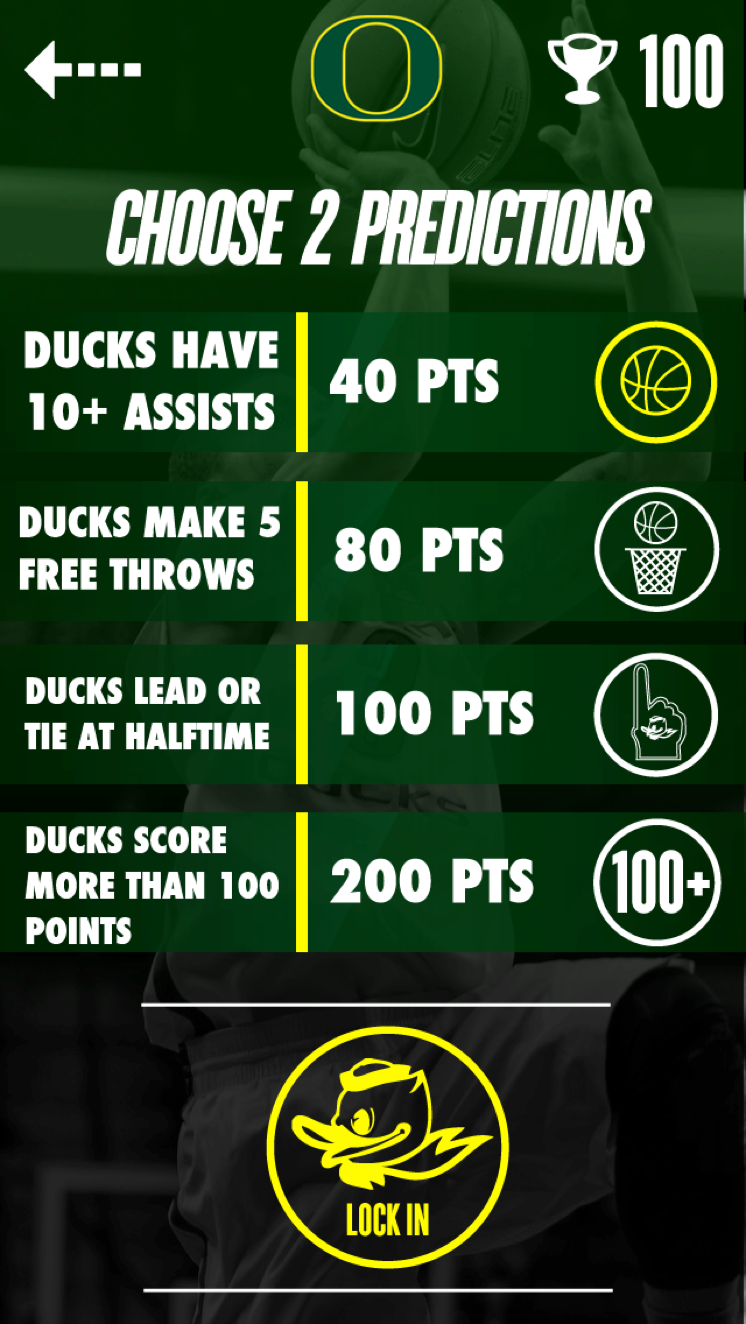 O
100
CHOOSE 2 PREDICTIONS
DUCKS HAVE
10+ ASSISTS
40 PTS
DUCKS MAKE 5
FREE THROWS
80 PTS
DUCKS LEAD OR
TIE AT HALFTIME
100 PTS
DUCKS SCORE
MORE THAN 100
POINTS
200 PTS
100+
LOCK IN